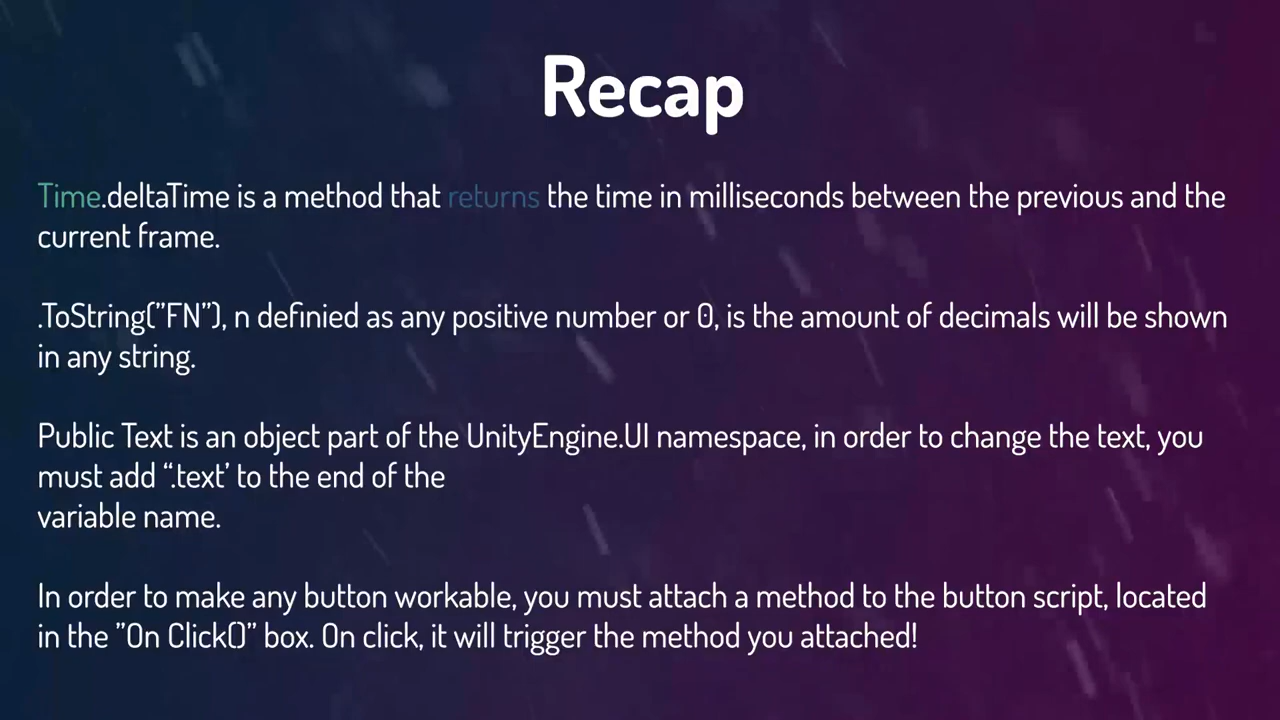 Recap
Time.deltaTime is a method that returns the time in milliseconds between the previous and the
current frame.
.ToString(”FN”), n definied as any positive number or 0, is the amount of decimals will be shown
in any string.
Public Text is an object part of the UnityEngine.UI namespace, in order to change the text, you
must add “.text’ to the end of the
variable name.
In order to make any button workable, you must attach a method to the button script, located
in the ”On Click()” box. On click, it will trigger the method you attached!